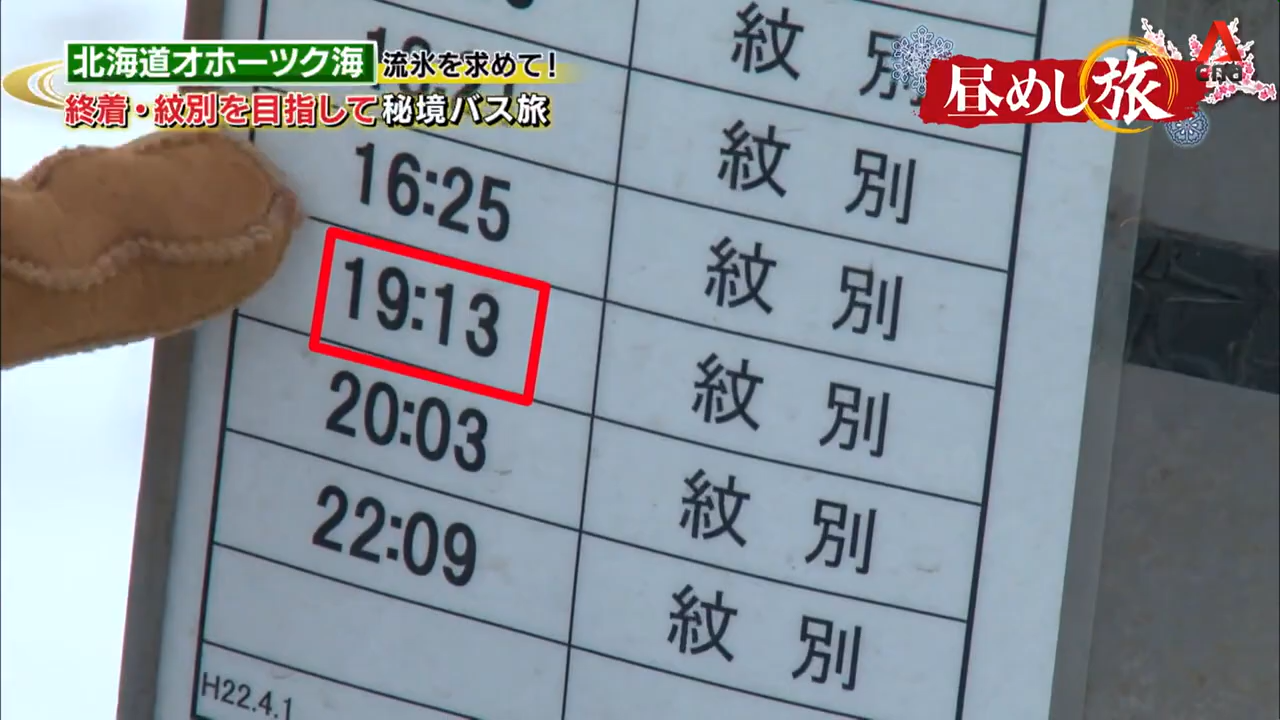 北海道オホーツク海 流氷を求めて!
終着・紋別を目指して秘境バス旅
昼めし旅
紋別
16:25 紋別
19:13 紋別
20:03 紋別
22:09 紋別
紋別
H22.4.1